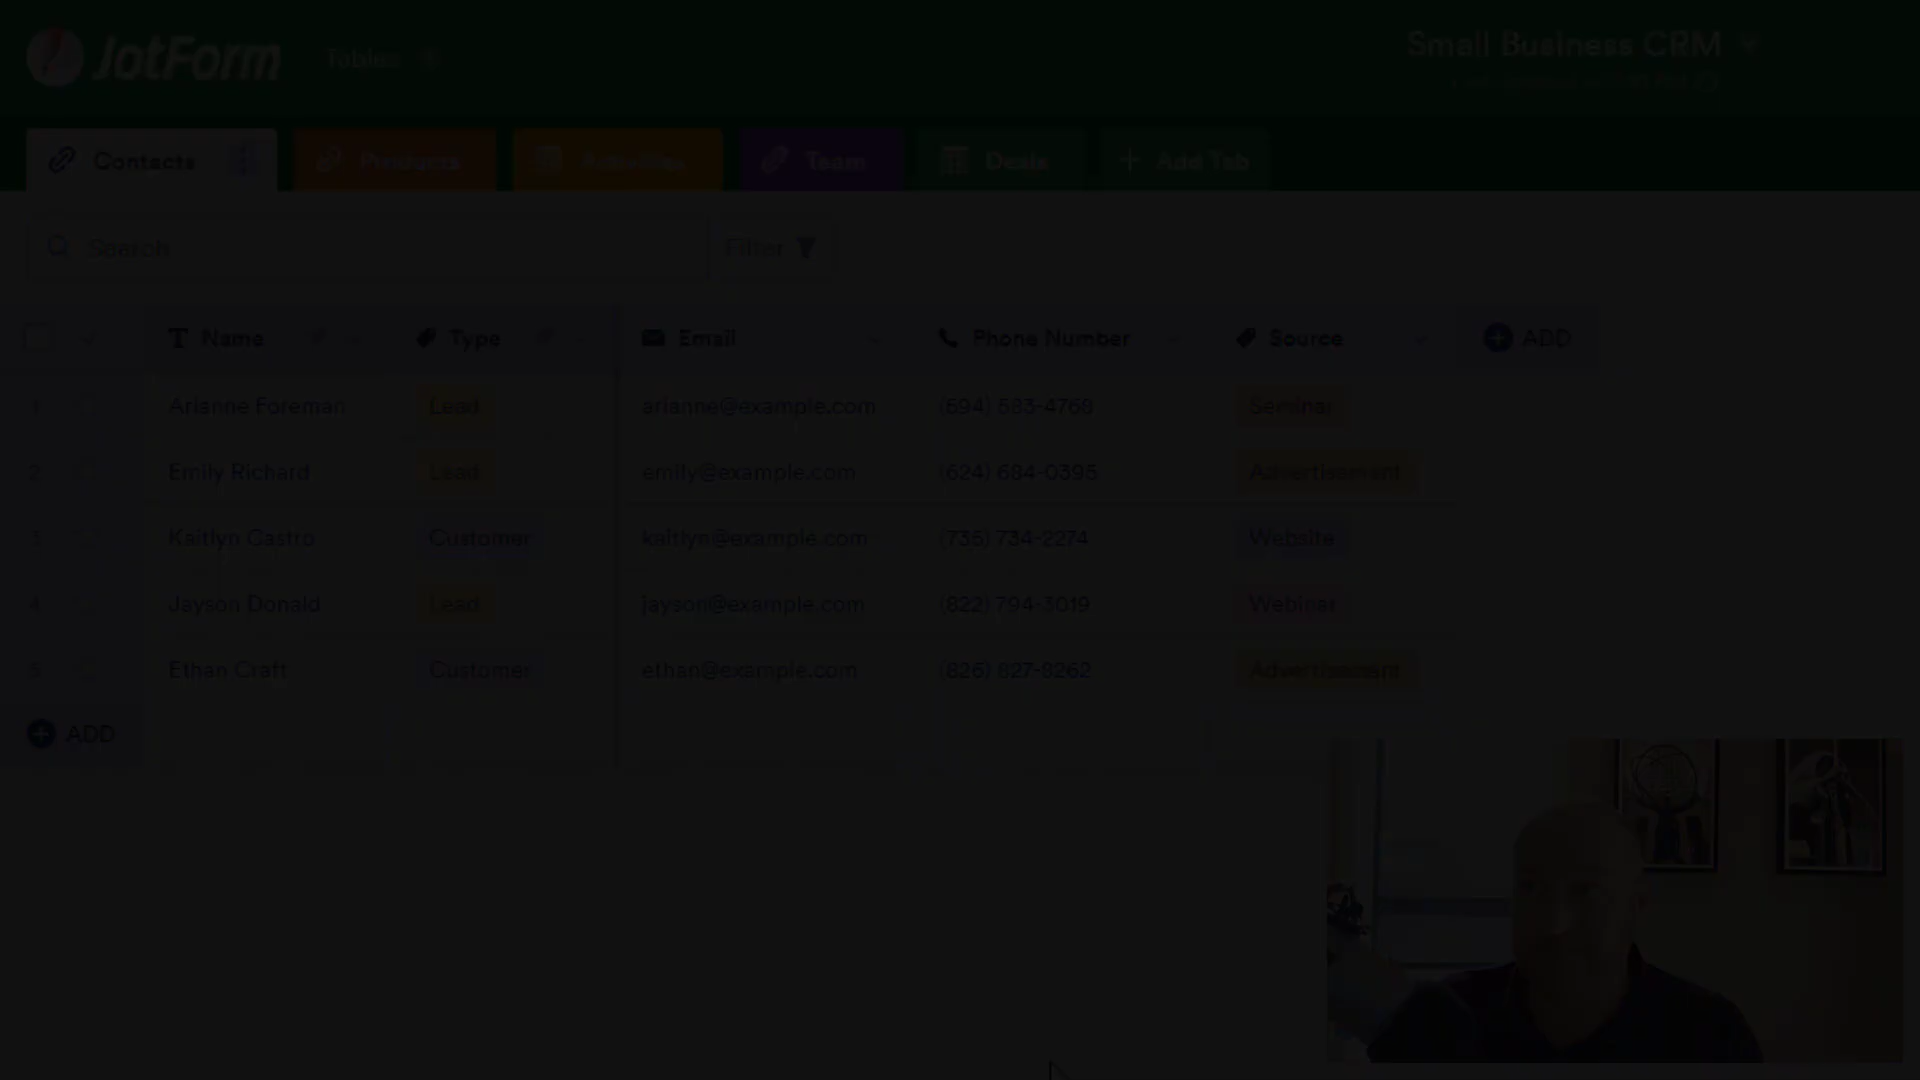 JotForm Tables Small Business CRM
Contacts Products Team Deals + Add Tab
Search Filter
Name Type Email Phone Number Source ADD
1 Arianne Foreman Lead arianne@example.com (594) 583-4768 Seminar
2 Emily Richard Lead emily@example.com (624) 684-0395 Advertisement
3 Kaitlyn Castro Customer kaitlyn@example.com (735) 734-2274 Website
4 Jayson Donald Lead jayson@example.com (822) 794-3019 Webinar
5 Ethan Craft Customer ethan@example.com (826) 827-8262 Advertisement
ADD